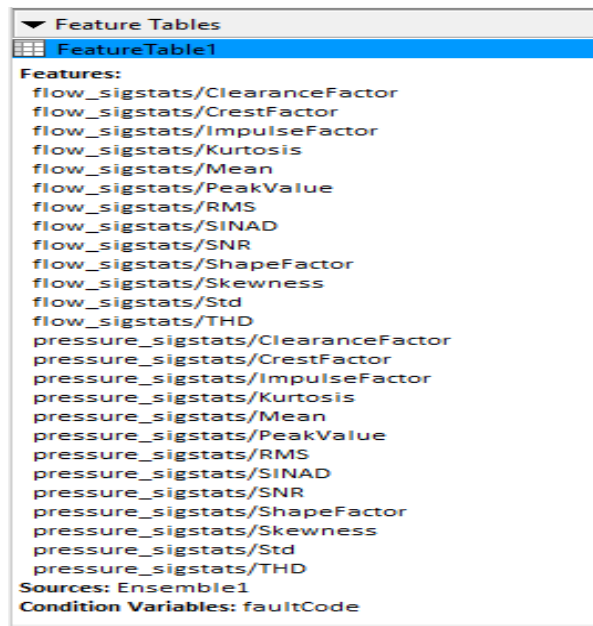 Feature Tables
FeatureTable1
Features:
flow_sigstats/ClearanceFactor
flow_sigstats/CrestFactor
flow_sigstats/ImpulseFactor
flow_sigstats/Kurtosis
flow_sigstats/Mean
flow_sigstats/PeakValue
flow_sigstats/RMS
flow_sigstats/SINAD
flow_sigstats/SNR
flow_sigstats/ShapeFactor
flow_sigstats/Skewness
flow_sigstats/Std
flow_sigstats/THD
pressure_sigstats/ClearanceFactor
pressure_sigstats/CrestFactor
pressure_sigstats/ImpulseFactor
pressure_sigstats/Kurtosis
pressure_sigstats/Mean
pressure_sigstats/PeakValue
pressure_sigstats/RMS
pressure_sigstats/SINAD
pressure_sigstats/SNR
pressure_sigstats/ShapeFactor
pressure_sigstats/Skewness
pressure_sigstats/Std
pressure_sigstats/THD
Sources: Ensemble1
Condition Variables: faultCode